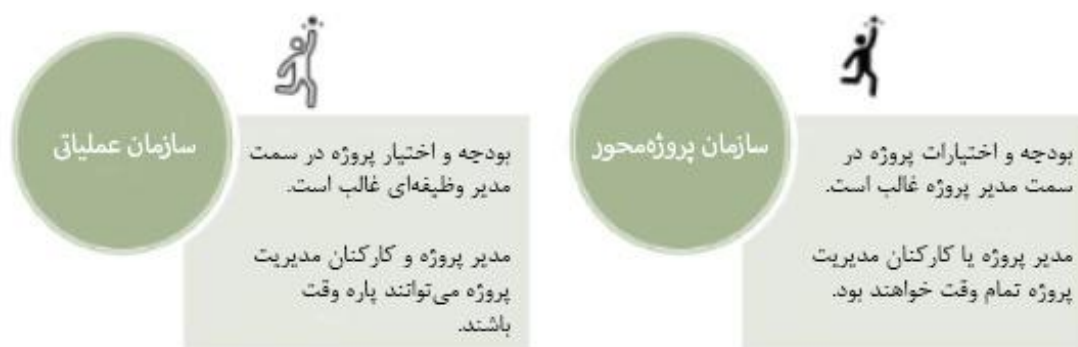 سازمان پروژه‌محور
بودجه و اختیارات پروژه در
سمت مدیر پروژه غالب است.
مدیر پروژه یا کارکنان مدیریت
پروژه تمام وقت خواهند بود.
سازمان عملیاتی
بودجه و اختیار پروژه در سمت
مدیر وظیفه‌ای غالب است.
مدیر پروژه و کارکنان مدیریت
پروژه می‌توانند پاره وقت
باشند.